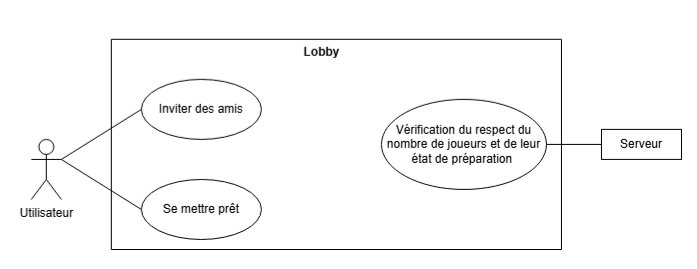 Lobby
Inviter des amis
Vérification du respect du
nombre de joueurs et de leur
état de préparation
Serveur
Se mettre prêt
Utilisateur